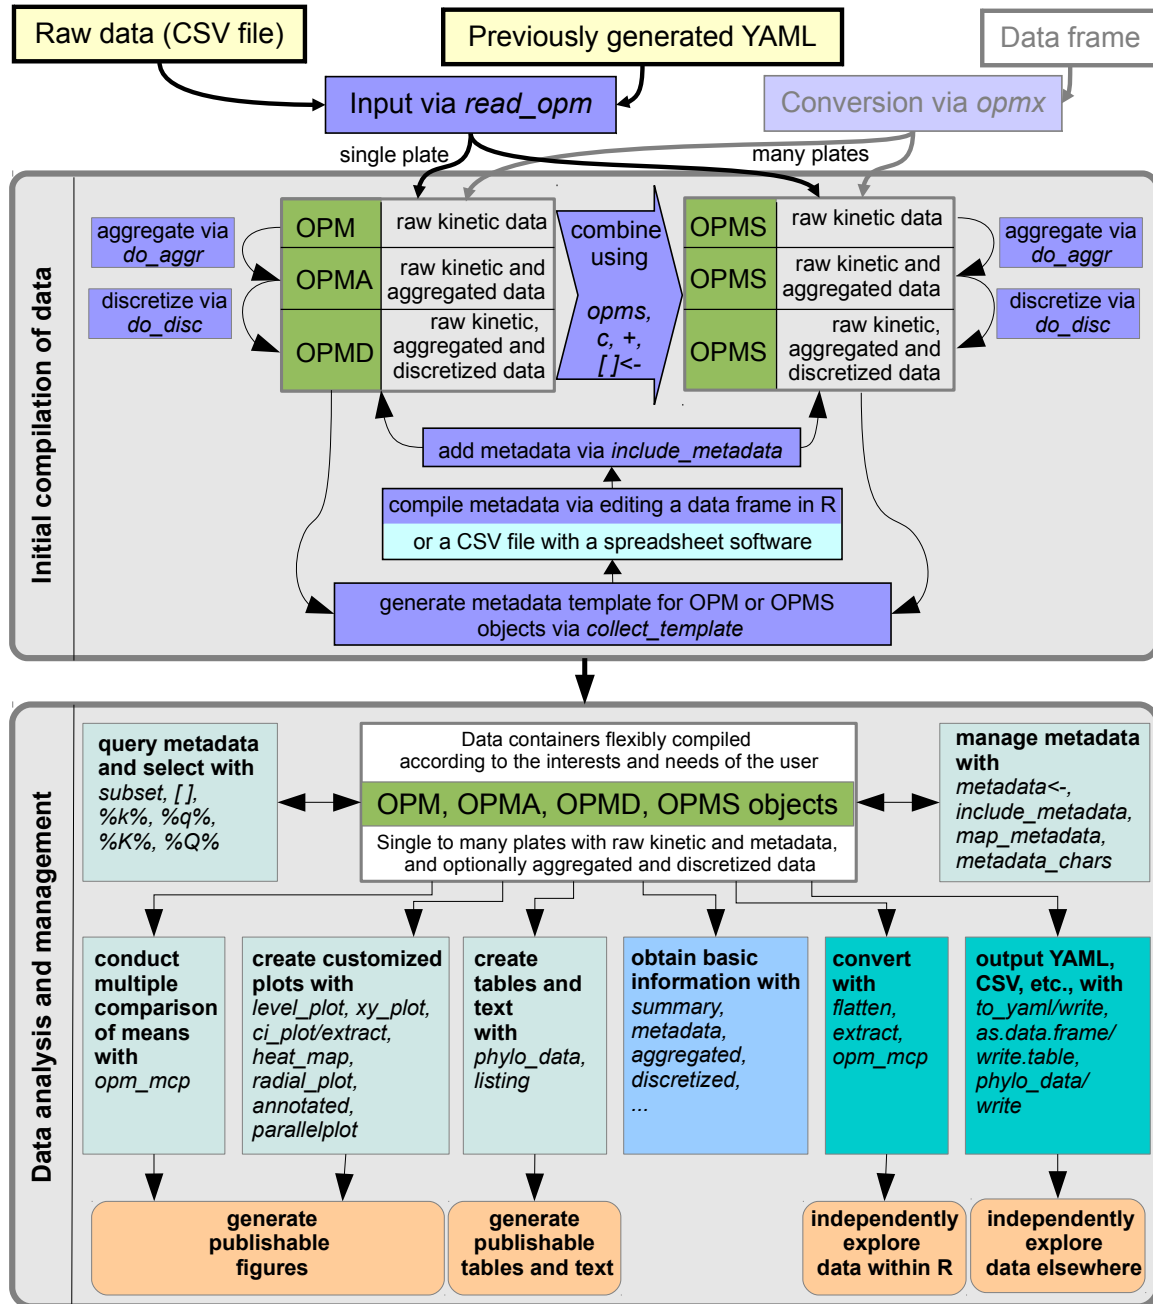 Raw data (CSV file)
Previously generated YAML
Data frame
Input via read_opm
Conversion via opmx
single plate
many plates
Initial compilation of data
aggregate via
do_aggr
discretize via
do_disc
OPM
raw kinetic data
OPMA
raw kinetic and
aggregated data
OPMD
raw kinetic,
aggregated and
discretized data
combine
using
opms,
c, +,
[ ]<-
OPMS
raw kinetic data
OPMS
raw kinetic and
aggregated data
OPMS
raw kinetic,
aggregated and
discretized data
aggregate via
do_aggr
discretize via
do_disc
add metadata via include_metadata
compile metadata via editing a data frame in R
or a CSV file with a spreadsheet software
generate metadata template for OPM or OPMS
objects via collect_template
Data analysis and management
query metadata
and select with
subset, [ ],
%k%, %q%,
%K%, %Q%
Data containers flexibly compiled
according to the interests and needs of the user
OPM, OPMA, OPMD, OPMS objects
Single to many plates with raw kinetic and metadata,
and optionally aggregated and discretized data
manage metadata
with
metadata<-,
include_metadata,
map_metadata,
metadata_chars
conduct
multiple
comparison
of means
with
opm_mcp
create customized
plots with
level_plot, xy_plot,
ci_plot/extract,
heat_map,
radial_plot,
annotated,
parallelplot
create
tables and
text
with
phylo_data,
listing
obtain basic
information with
summary,
metadata,
aggregated,
discretized,
...
convert
with
flatten,
extract,
opm_mcp
output YAML,
CSV, etc., with
to_yaml/write,
as.data.frame/
write.table,
phylo_data/
write
generate
publishable
figures
generate
publishable
tables and text
independently
explore
data within R
independently
explore
data elsewhere